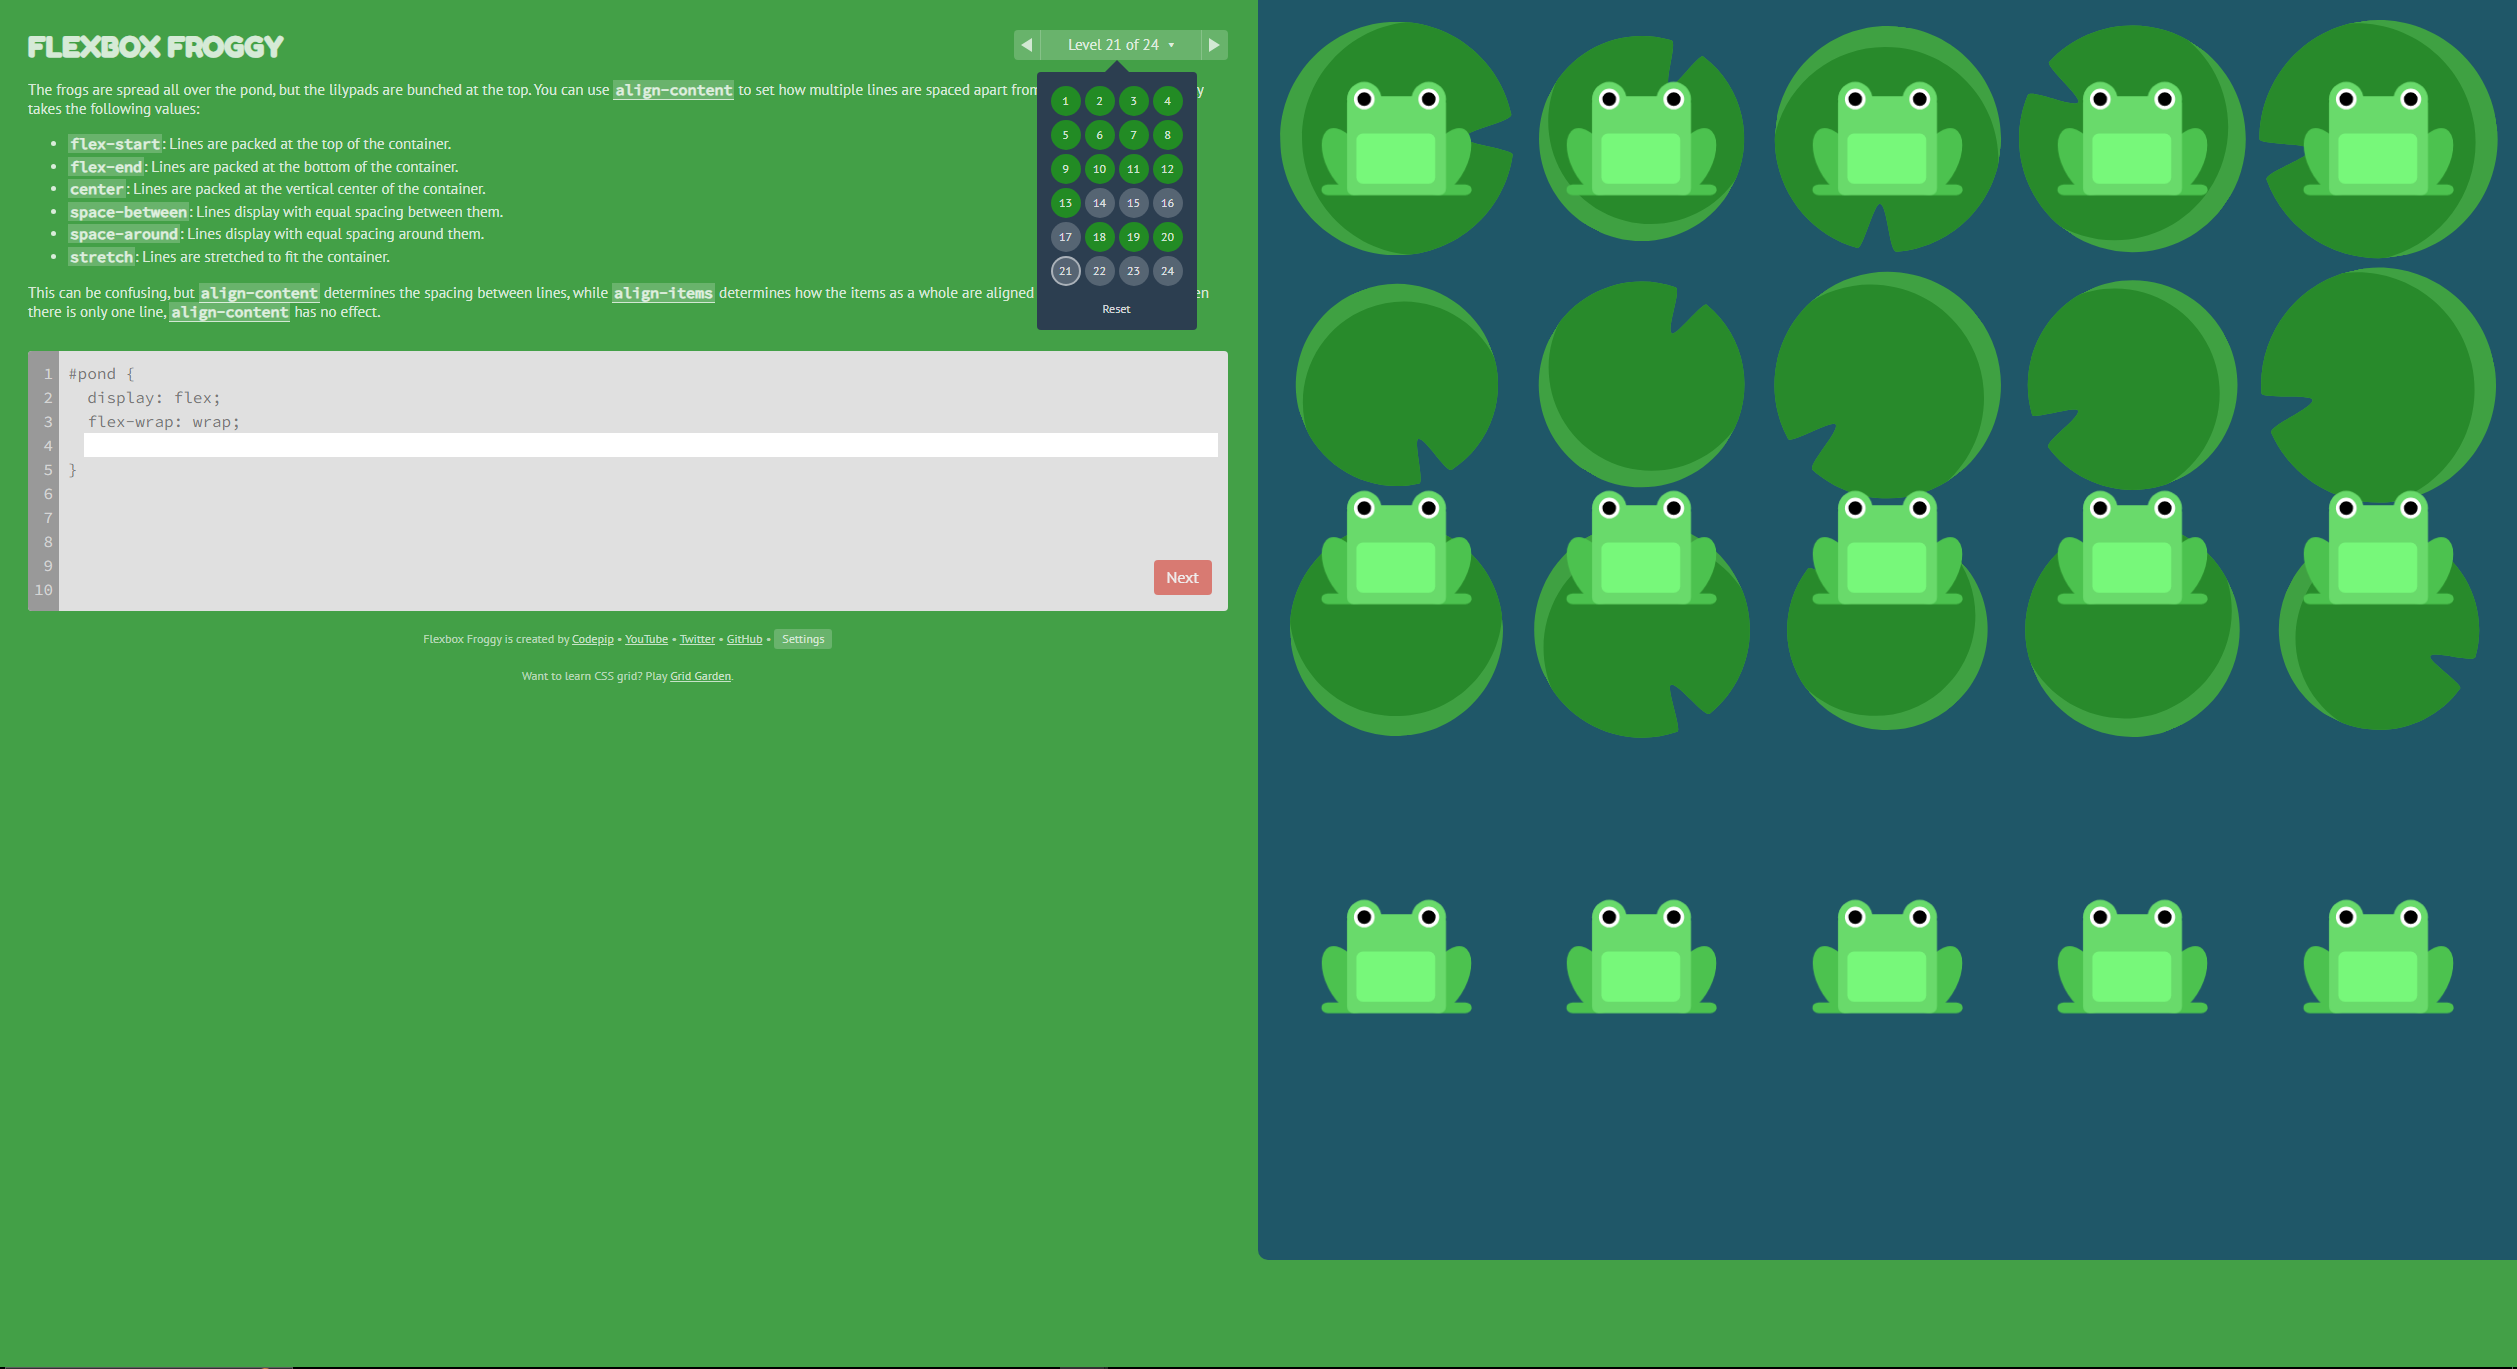 FLEXBOX FROGGY
Level 21 of 24 ▾
The frogs are spread all over the pond, but the lilypads are bunched at the top. You can use align-content to set how multiple lines are spaced apart from y
takes the following values:
• flex-start: Lines are packed at the top of the container.
• flex-end: Lines are packed at the bottom of the container.
• center: Lines are packed at the vertical center of the container.
• space-between: Lines display with equal spacing between them.
• space-around: Lines display with equal spacing around them.
• stretch: Lines are stretched to fit the container.
This can be confusing, but align-content determines the spacing between lines, while align-items determines how the items as a whole are aligned en
there is only one line, align-content has no effect.
1 2 3 4
5 6 7 8
9 10 11 12
13 14 15 16
17 18 19 20
21 22 23 24
Reset
1 #pond {
2 display: flex;
3 flex-wrap: wrap;
4
5 }
6
7
8
9
10
Next
Flexbox Froggy is created by Codepip • YouTube • Twitter • GitHub • Settings
Want to learn CSS grid? Play Grid Garden.